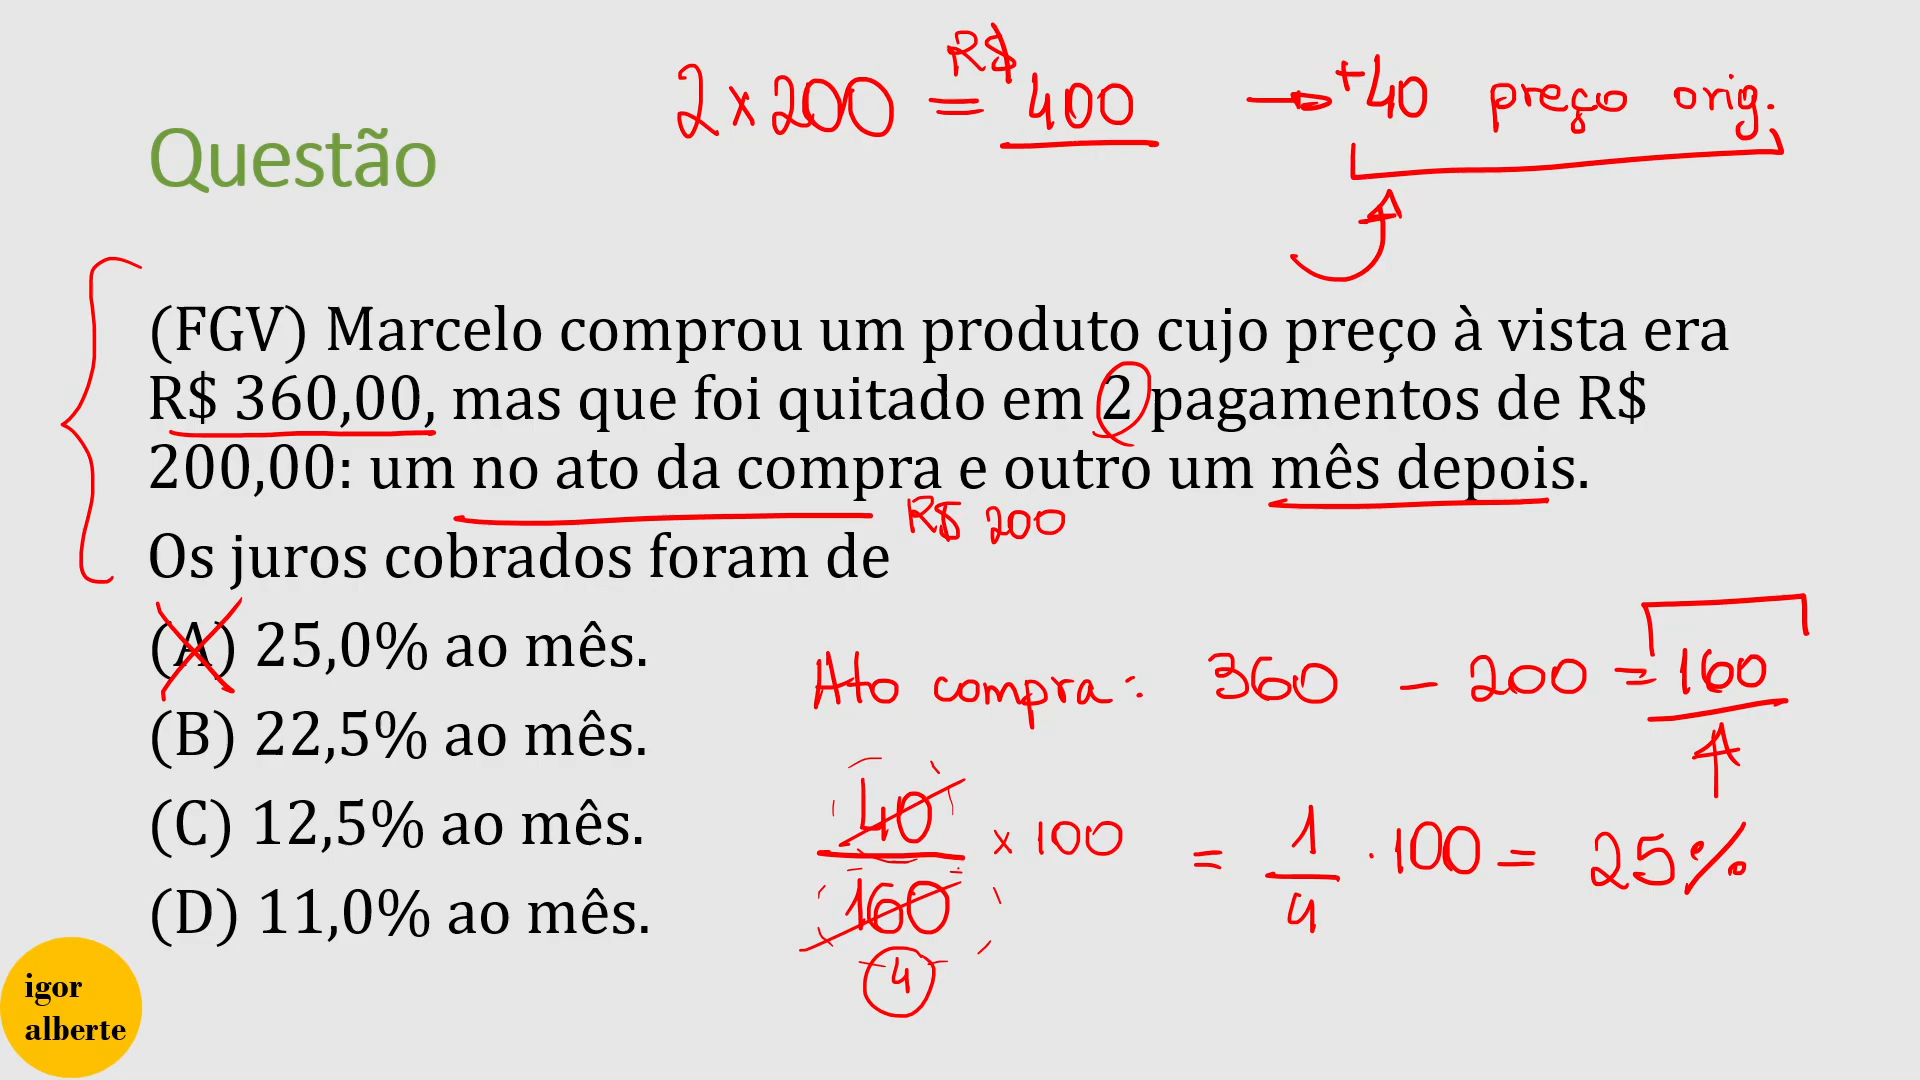 2 x 200 = R$ 400 → +40 preço orig.
Questão
(FGV) Marcelo comprou um produto cujo preço à vista era
R$ 360,00, mas que foi quitado em 2 pagamentos de R$
200,00: um no ato da compra e outro um mês depois.
R$ 200
Os juros cobrados foram de
(A) 25,0% ao mês.
Ato compra: 360 - 200 = 160
(B) 22,5% ao mês.
(C) 12,5% ao mês.
40/160 x 100 = 1/4 . 100 = 25%
4
(D) 11,0% ao mês.
igor
alberte